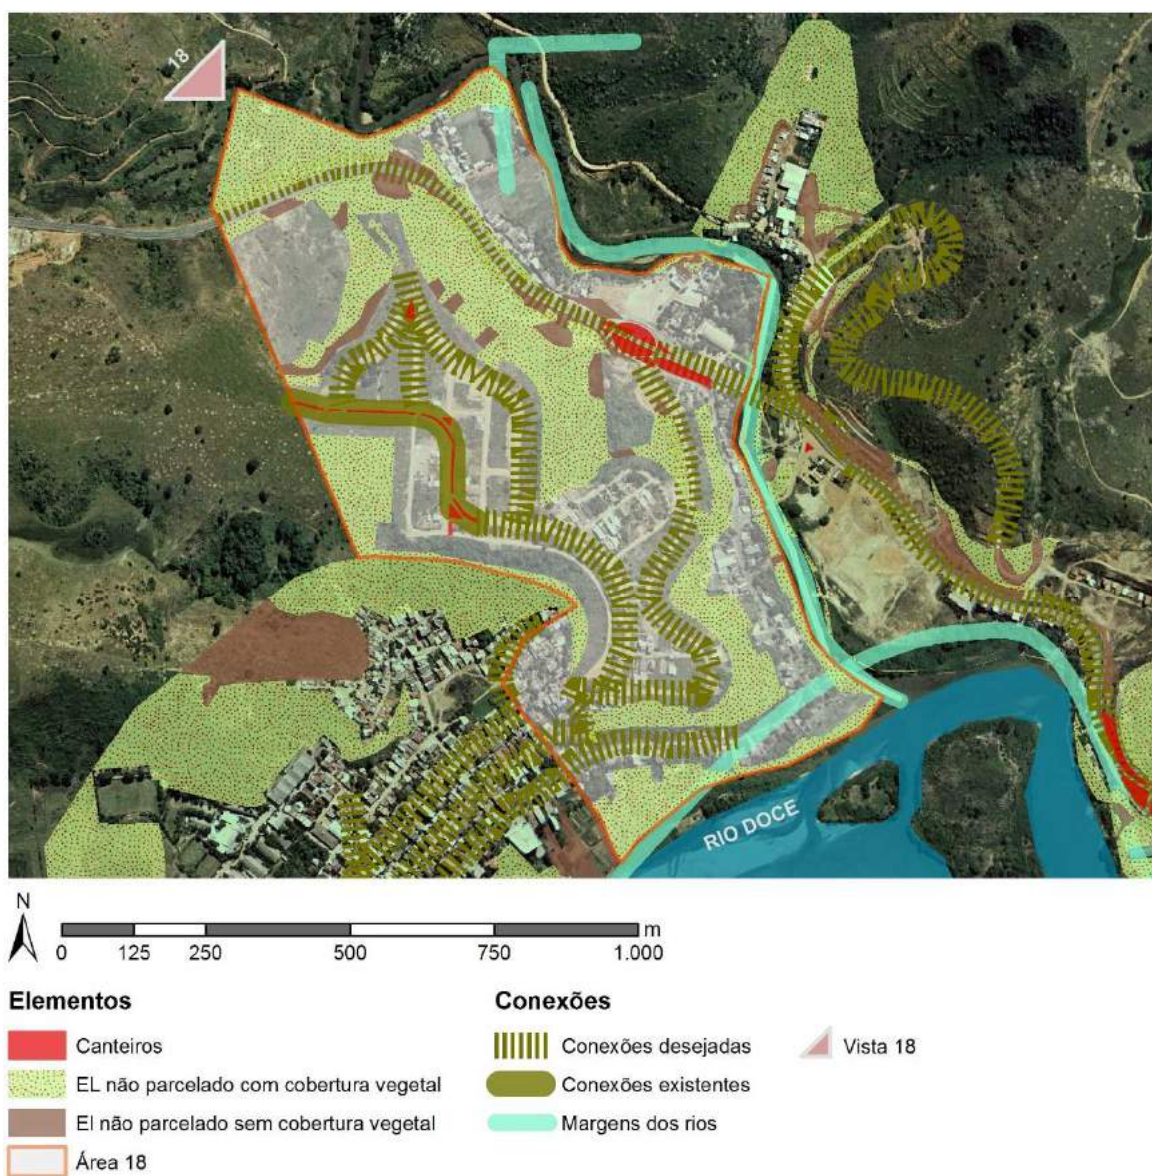 18
RIO DOCE
N
0 125 250 500 750 1.000 m
Elementos
Canteiros
EL não parcelado com cobertura vegetal
El não parcelado sem cobertura vegetal
Área 18
Conexões
Conexões desejadas
Conexões existentes
Margens dos rios
Vista 18